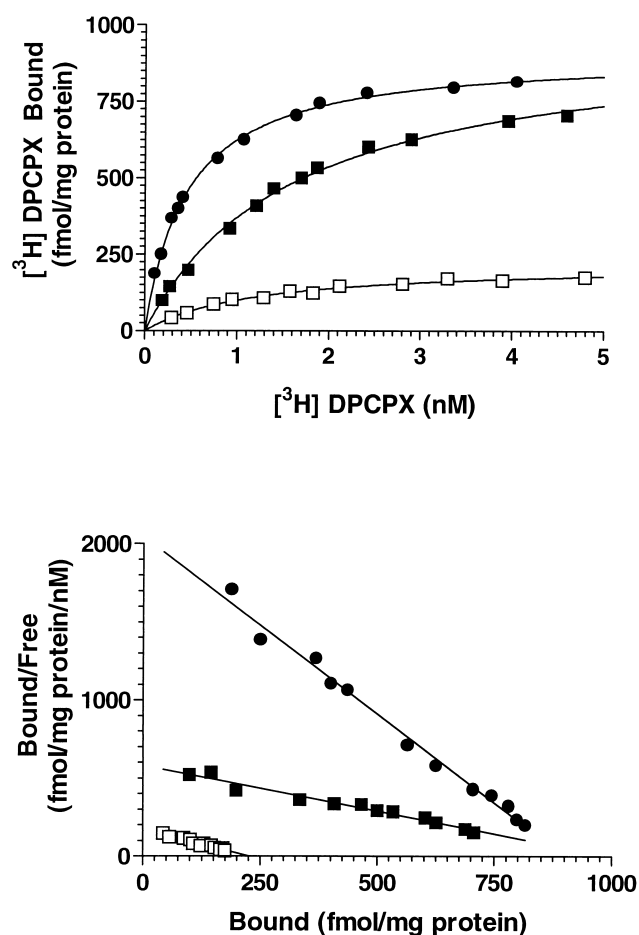 1000
750
500
250
0
[³H] DPCPX Bound
(fmol/mg protein)
0 1 2 3 4 5
[³H] DPCPX (nM)
2000
1000
0
Bound/Free
(fmol/mg protein/nM)
0 250 500 750 1000
Bound (fmol/mg protein)